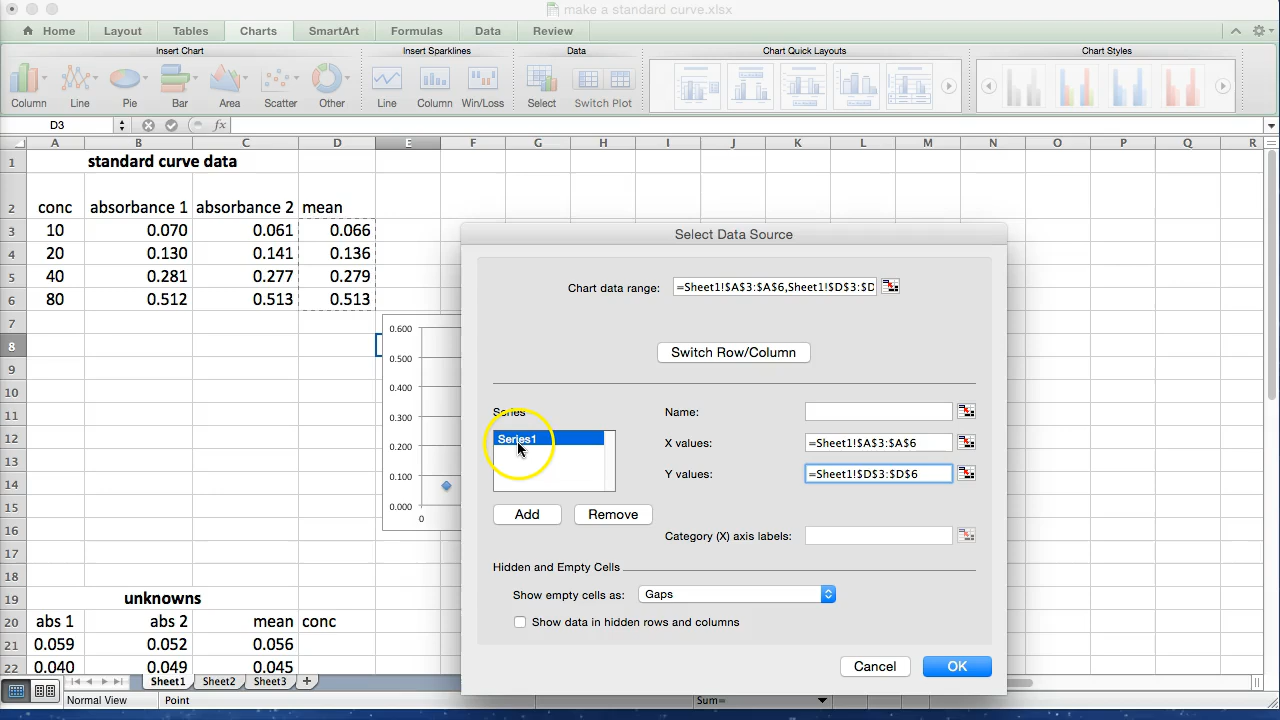 make a standard curve.xlsx
Home Layout Tables Charts SmartArt Formulas Data Review
Insert Chart Insert Sparklines Data Chart Quick Layouts Chart Styles
Column Line Pie Bar Area Scatter Other Line Column Win/Loss Select Switch Plot
D3 fx
A B C D E F G H I J K L M N O P Q R
1 standard curve data
2 conc absorbance 1 absorbance 2 mean
3 10 0.070 0.061 0.066
4 20 0.130 0.141 0.136
5 40 0.281 0.277 0.279
6 80 0.512 0.513 0.513
7
8
9
10
11
12
13
14
15
16
17
18
19 unknowns
20 abs 1 abs 2 mean conc
21 0.059 0.052 0.056
22 0.040 0.049 0.045
0.600
0.500
0.400
0.300
0.200
0.100
0.000
0
Select Data Source
Chart data range: =Sheet1!$A$3:$A$6,Sheet1!$D$3:$D
Switch Row/Column
Series Name:
Series1 X values: =Sheet1!$A$3:$A$6
Y values: =Sheet1!$D$3:$D$6
Add Remove
Category (X) axis labels:
Hidden and Empty Cells
Show empty cells as: Gaps
Show data in hidden rows and columns
Cancel OK
Sheet1 Sheet2 Sheet3 +
Normal View Point Sum=